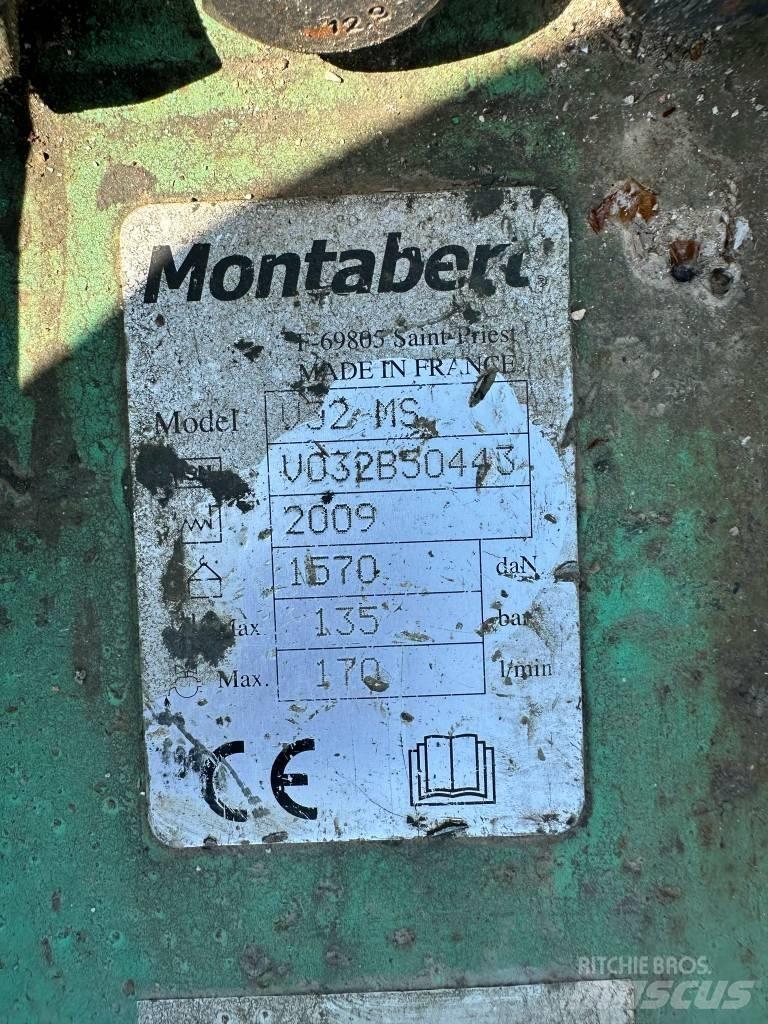 128
Montabert
F-69805 Saint-Priest
MADE IN FRANCE
Model V32 MS
V032B50443
2009
1570 daN
Max 135 bar
Max. 170 l/min
CE
RITCHIE BROS.
mascus